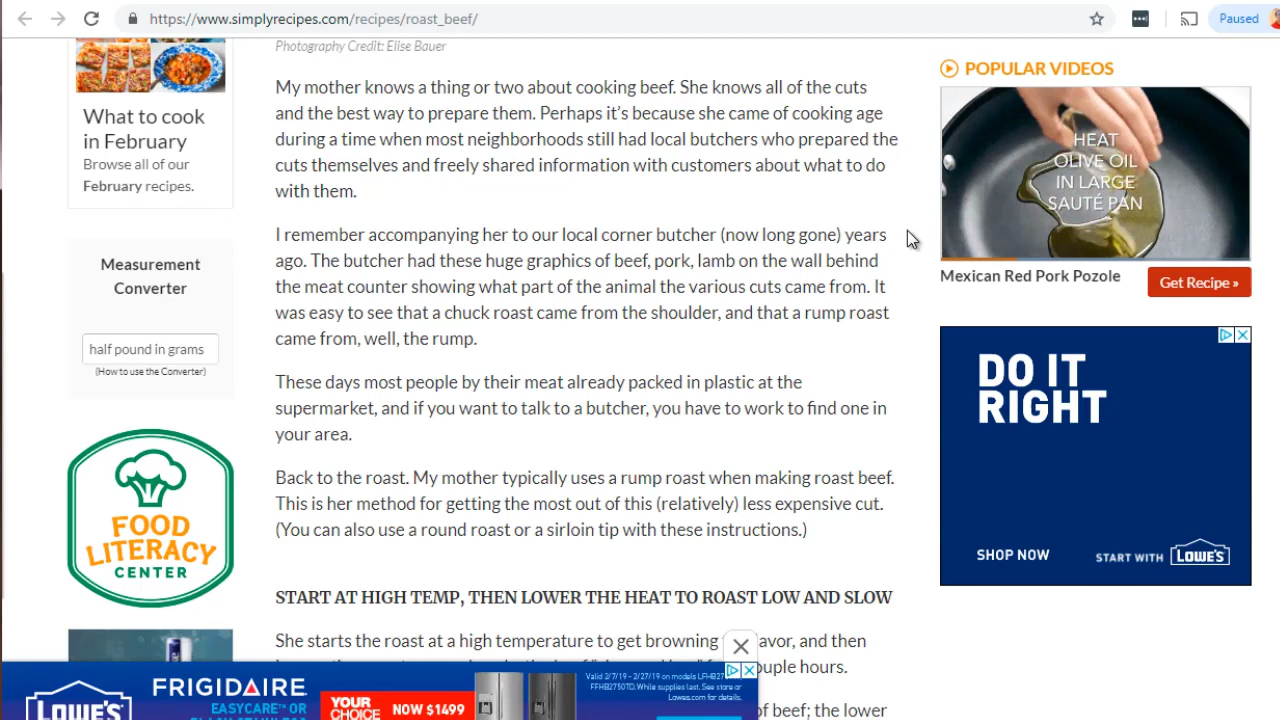 https://www.simplyrecipes.com/recipes/roast_beef/
Paused
What to cook
in February
Browse all of our
February recipes.
Measurement
Converter
half pound in grams
(How to use the Converter)
FOOD
LITERACY
CENTER
Photography Credit: Elise Bauer
My mother knows a thing or two about cooking beef. She knows all of the cuts
and the best way to prepare them. Perhaps it's because she came of cooking age
during a time when most neighborhoods still had local butchers who prepared the
cuts themselves and freely shared information with customers about what to do
with them.
I remember accompanying her to our local corner butcher (now long gone) years
ago. The butcher had these huge graphics of beef, pork, lamb on the wall behind
the meat counter showing what part of the animal the various cuts came from. It
was easy to see that a chuck roast came from the shoulder, and that a rump roast
came from, well, the rump.
These days most people by their meat already packed in plastic at the
supermarket, and if you want to talk to a butcher, you have to work to find one in
your area.
Back to the roast. My mother typically uses a rump roast when making roast beef.
This is her method for getting the most out of this (relatively) less expensive cut.
(You can also use a round roast or a sirloin tip with these instructions.)
START AT HIGH TEMP, THEN LOWER THE HEAT TO ROAST LOW AND SLOW
She starts the roast at a high temperature to get browning avor, and then
ouple hours.
of beef; the lower
POPULAR VIDEOS
HEAT
OLIVE OIL
IN LARGE
SAUTÉ PAN
Mexican Red Pork Pozole
Get Recipe »
DO IT
RIGHT
SHOP NOW
START WITH LOWE'S
LOWE'S
FRIGIDAIRE
EASYCARE™ OR
YOUR
CHOICE
NOW $1499
Valid 2/7/19 - 2/27/19 on models LFHB27
FFHB2750TD. While supplies last. See store or
Lowes.com for details.